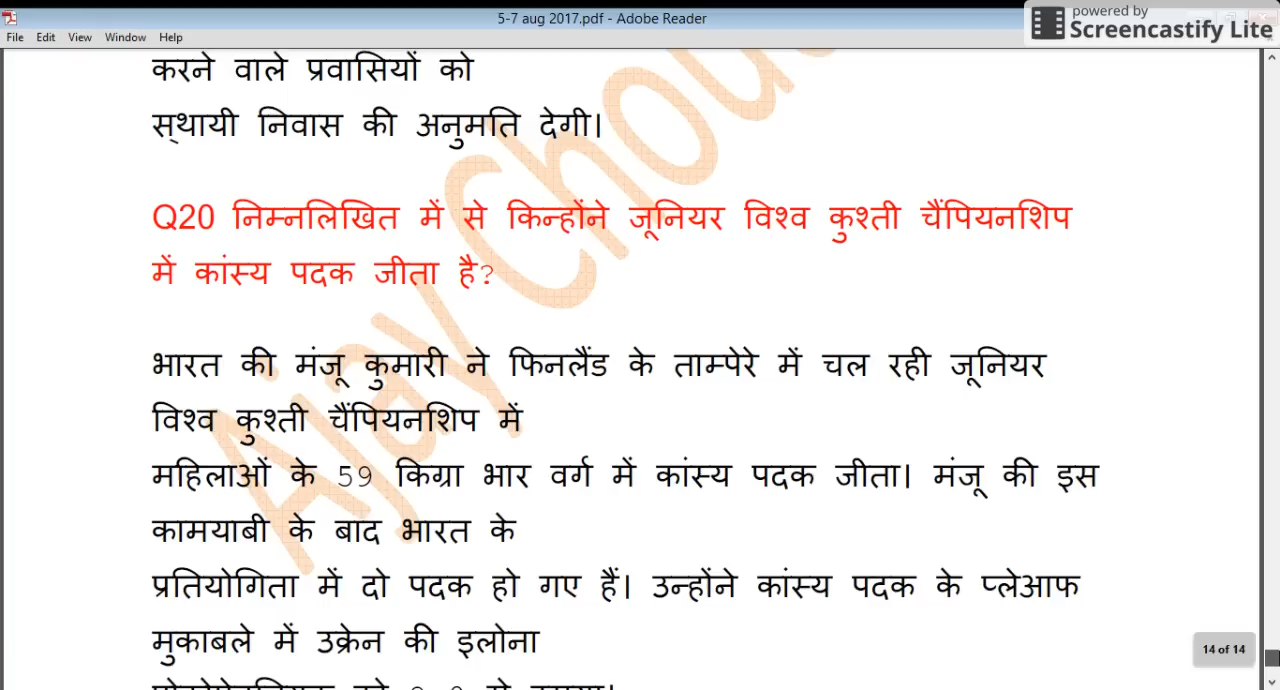 5-7 aug 2017.pdf - Adobe Reader
powered by
Screencastify Lite
File Edit View Window Help
करने वाले प्रवासियों को
स्थायी निवास की अनुमति देगी।
Q20 निम्नलिखित में से किन्होंने जूनियर विश्व कुश्ती चैंपियनशिप
में कांस्य पदक जीता है?
भारत की मंजू कुमारी ने फिनलैंड के ताम्पेरे में चल रही जूनियर
विश्व कुश्ती चैंपियनशिप में
महिलाओं के 59 किग्रा भार वर्ग में कांस्य पदक जीता। मंजू की इस
कामयाबी के बाद भारत के
प्रतियोगिता में दो पदक हो गए हैं। उन्होंने कांस्य पदक के प्लेआफ
मुकाबले में उक्रेन की इलोना
14 of 14
Ajay